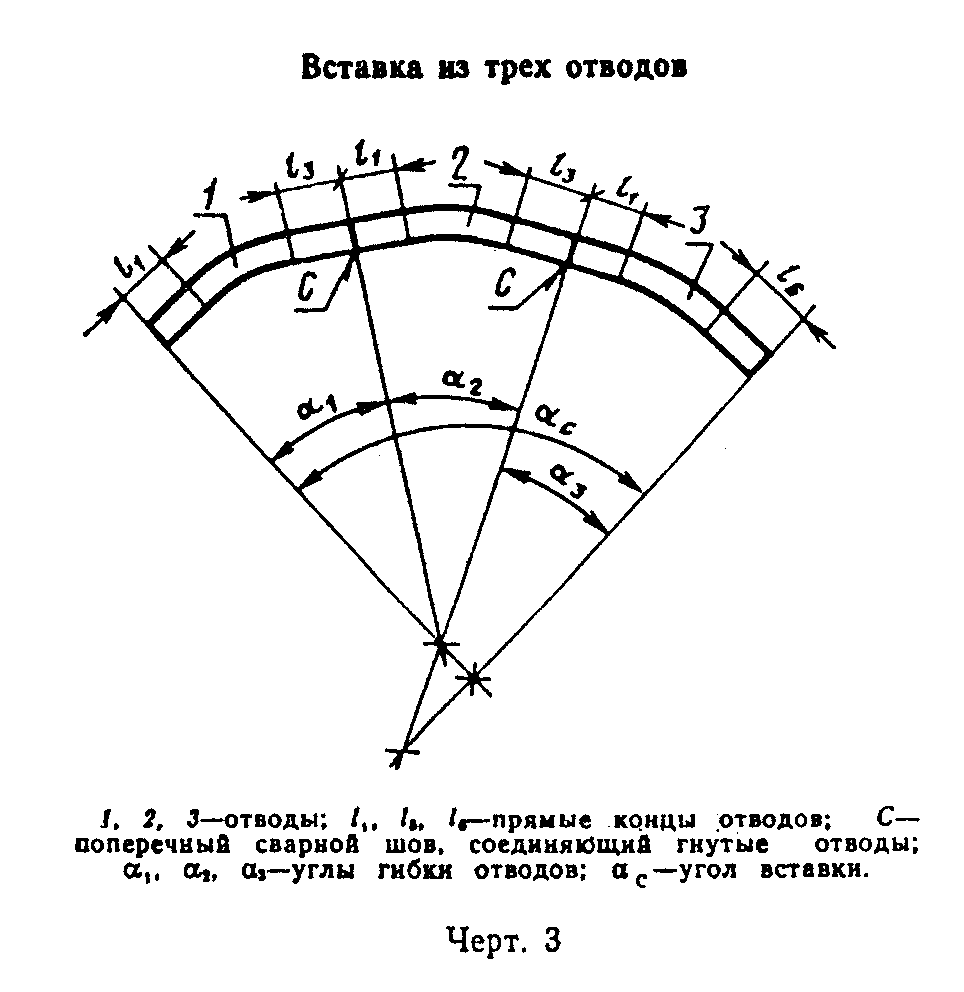 Вставка из трех отводов
l₃ l₁ 2 l₃ l₁
1 3
l₁ C C l₆
α₁ α₂ α_c
α₃
1, 2, 3—отводы; l₁, l₃, l₆—прямые концы отводов; С—
поперечный сварной шов, соединяющий гнутые отводы;
α₁, α₂, α₃—углы гибки отводов; α_С—угол вставки.
Черт. 3